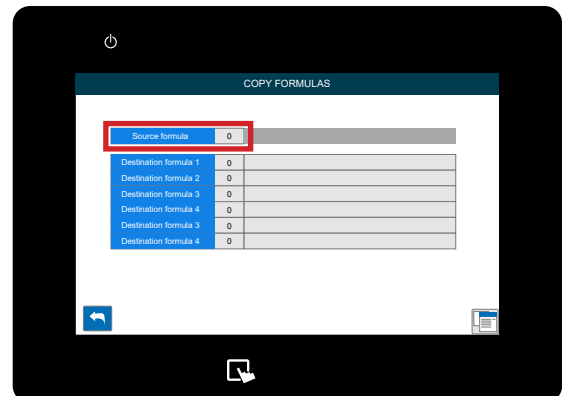 COPY FORMULAS
Source formula 0
Destination formula 1 0
Destination formula 2 0
Destination formula 3 0
Destination formula 4 0
Destination formula 3 0
Destination formula 4 0